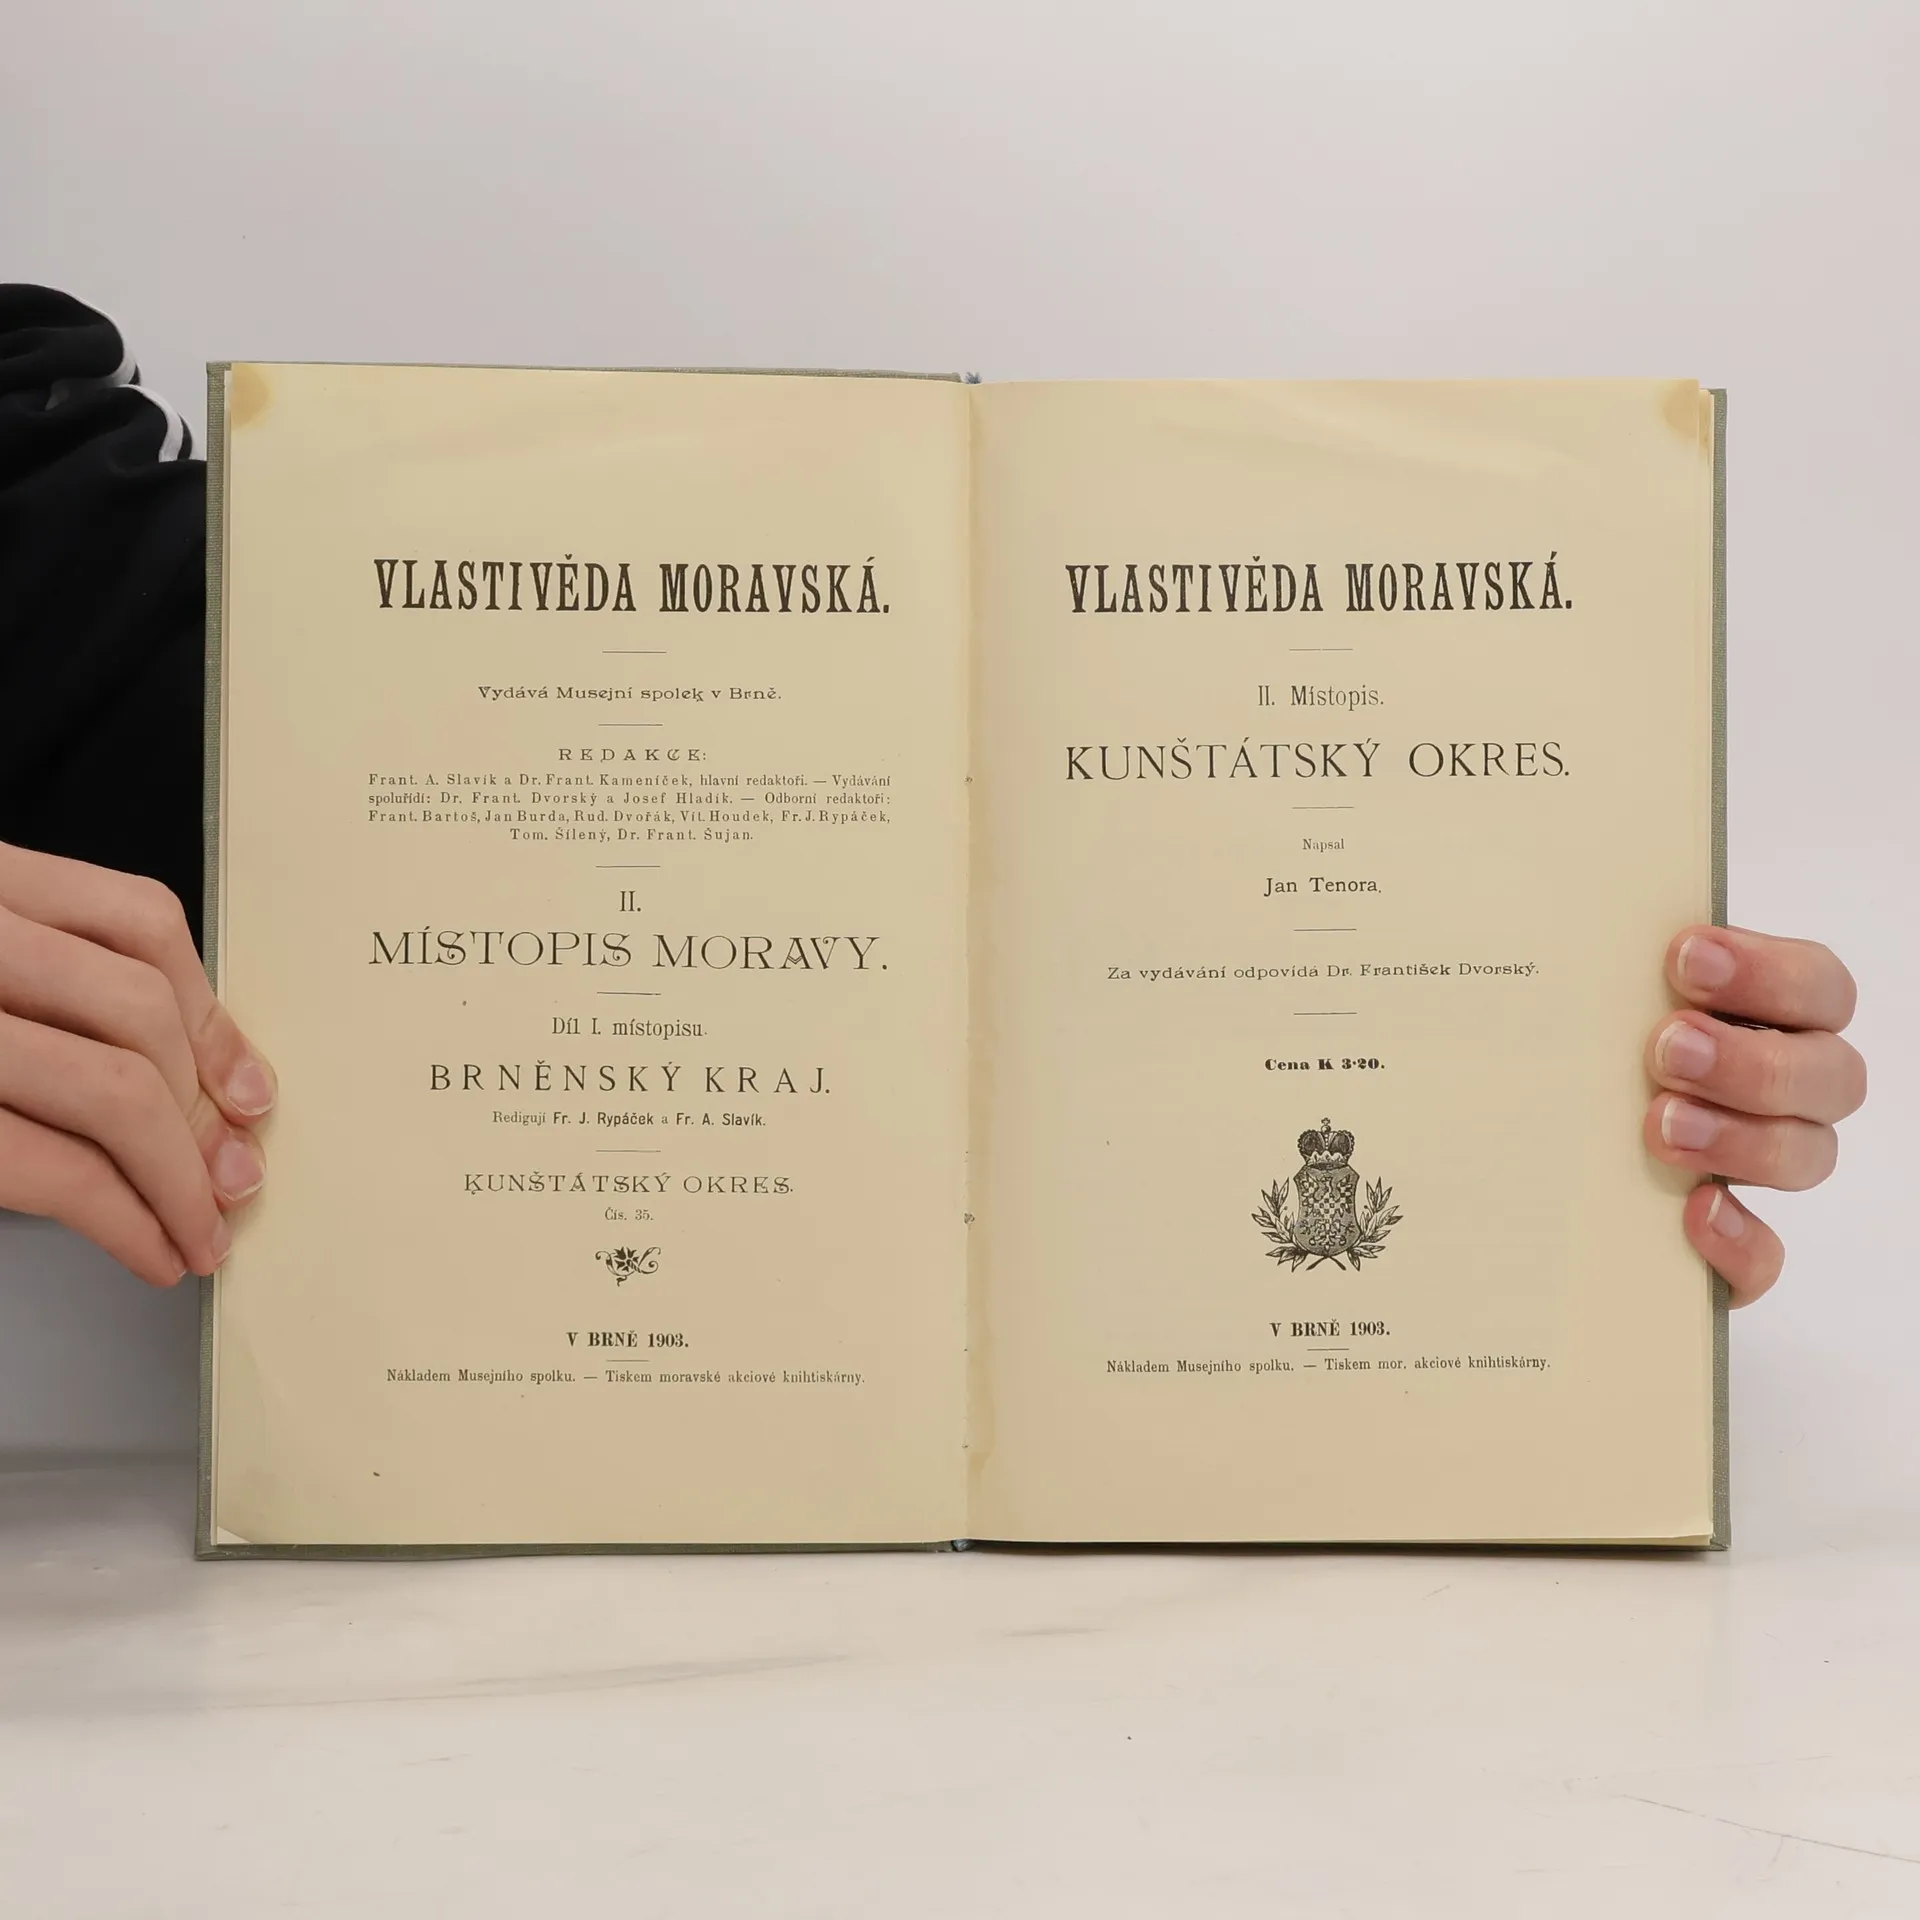 VLASTIVĚDA MORAVSKÁ.
Vydává Musejní spolek v Brně.
REDAKCE:
Frant. A. Slavík a Dr. Frant. Kameníček, hlavní redaktoři. — Vydávání
spoluřídí: Dr. Frant. Dvorský a Josef Hladík. — Odborní redaktoři:
Frant. Bartoš, Jan Burda, Rud. Dvořák, Vít. Houdek, Fr. J. Rypáček,
Tom. Šílený, Dr. Frant. Šujan.
II.
MÍSTOPIS MORAVY.
Díl I. místopisu.
BRNĚNSKÝ KRAJ.
Redigují Fr. J. Rypáček a Fr. A. Slavík.
KUNŠTÁTSKÝ OKRES.
Čís. 35.
V BRNĚ 1903.
Nákladem Musejního spolku. — Tiskem moravské akciové knihtiskárny.
VLASTIVĚDA MORAVSKÁ.
II. Místopis.
KUNŠTÁTSKÝ OKRES.
Napsal
Jan Tenora.
Za vydávání odpovídá Dr. František Dvorský.
Cena K 3·20.
V BRNĚ 1903.
Nákladem Musejního spolku. — Tiskem mor. akciové knihtiskárny.